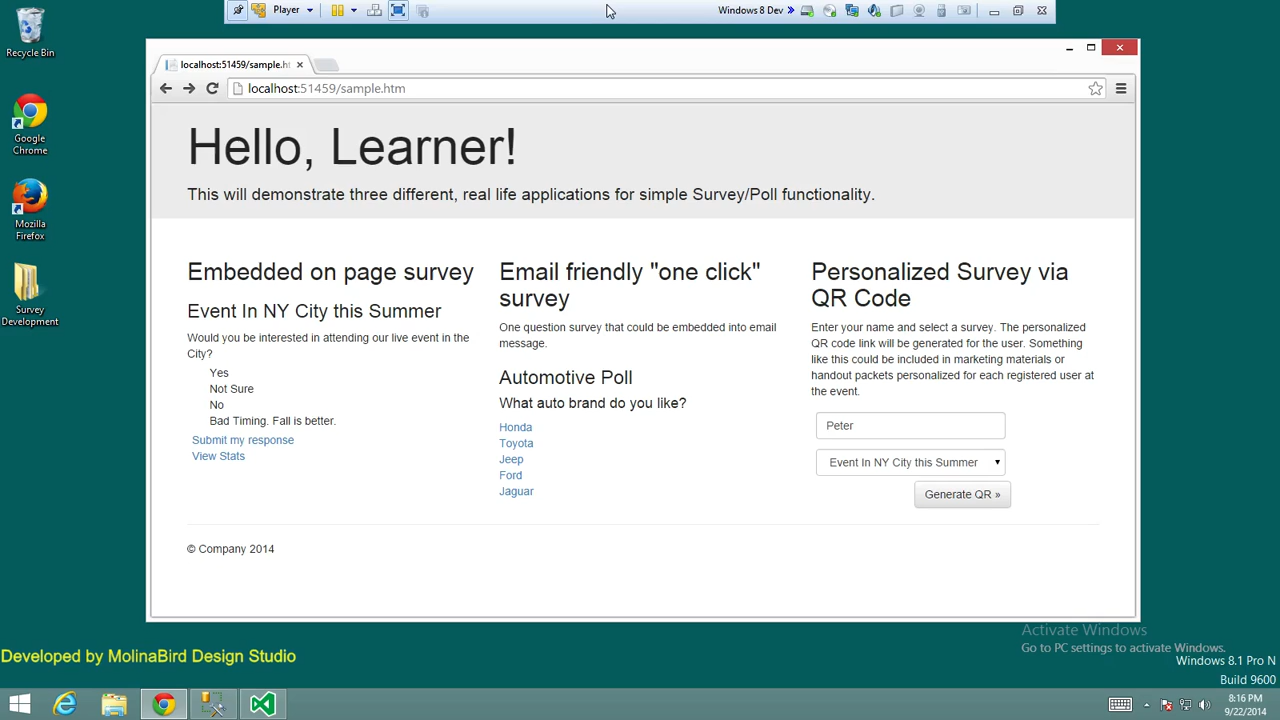 Player
Windows 8 Dev
Recycle Bin
Google
Chrome
Mozilla
Firefox
Survey
Development
localhost:51459/sample.ht
localhost:51459/sample.htm
Hello, Learner!
This will demonstrate three different, real life applications for simple Survey/Poll functionality.
Embedded on page survey
Event In NY City this Summer
Would you be interested in attending our live event in the
City?
Yes
Not Sure
No
Bad Timing. Fall is better.
Submit my response
View Stats
Email friendly "one click"
survey
One question survey that could be embedded into email
message.
Automotive Poll
What auto brand do you like?
Honda
Toyota
Jeep
Ford
Jaguar
Personalized Survey via
QR Code
Enter your name and select a survey. The personalized
QR code link will be generated for the user. Something
like this could be included in marketing materials or
handout packets personalized for each registered user at
the event.
Peter
Event In NY City this Summer
Generate QR »
© Company 2014
Activate Windows
Go to PC settings to activate Windows.
Developed by MolinaBird Design Studio
Windows 8.1 Pro N
Build 9600
8:16 PM
9/22/2014